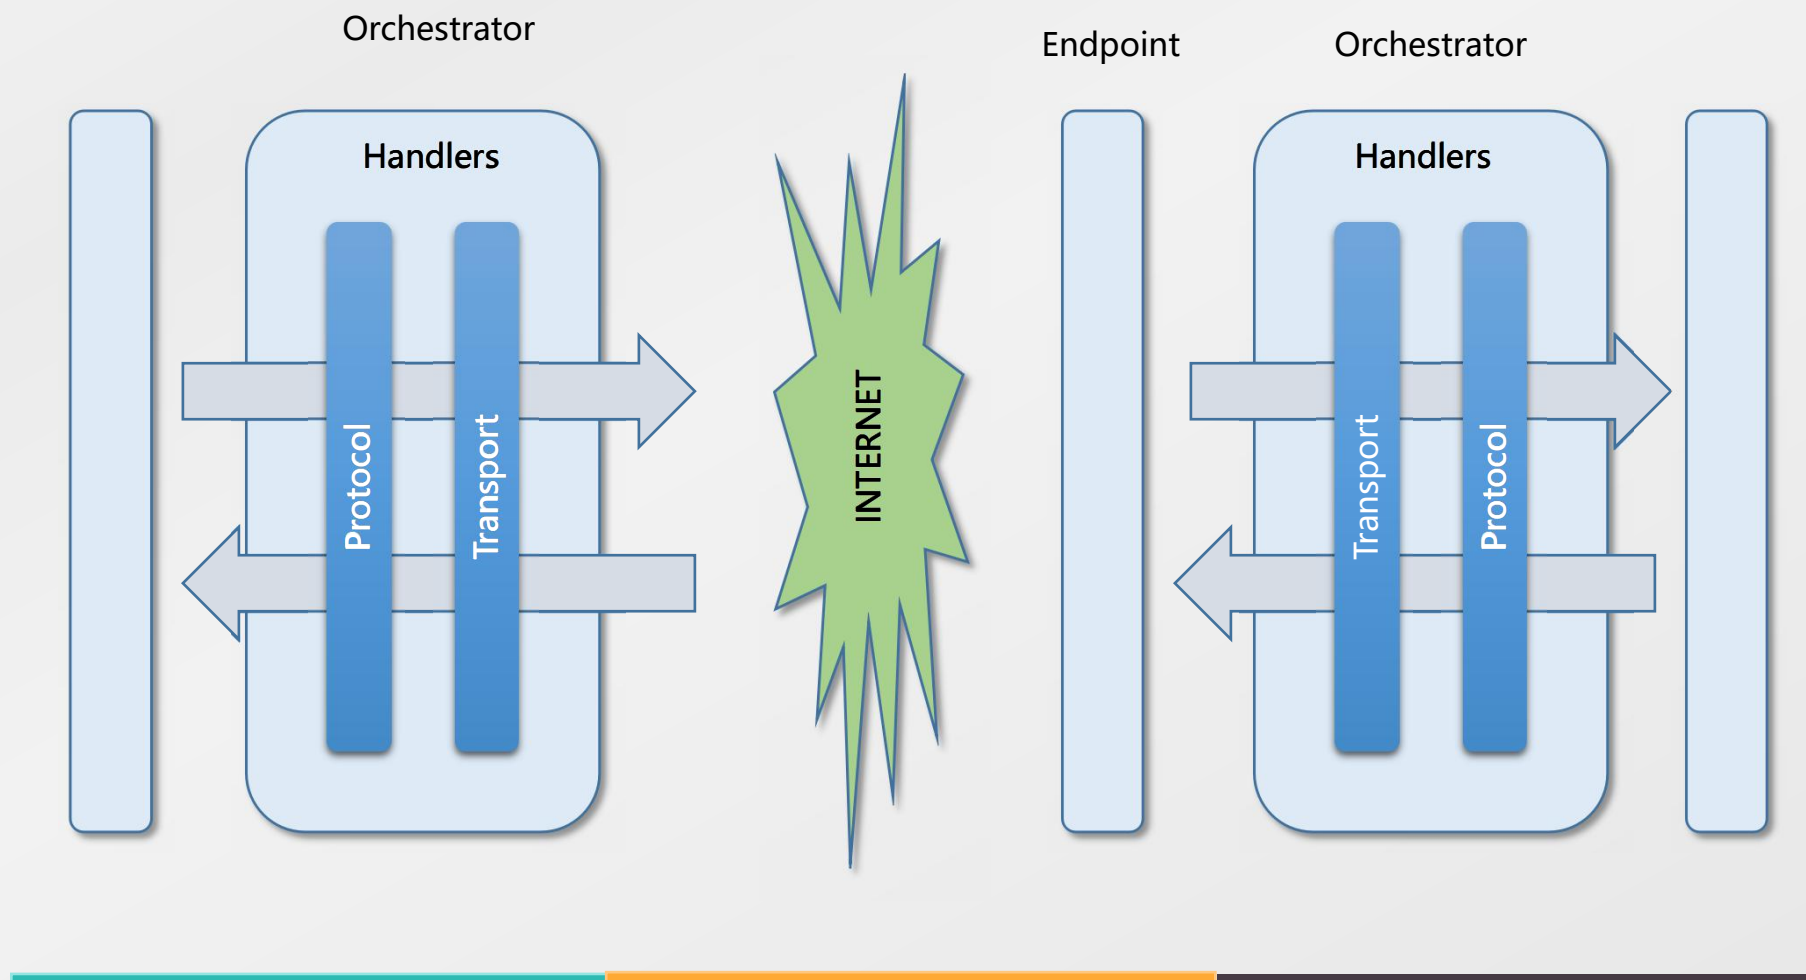 Orchestrator
Endpoint
Orchestrator
Handlers
Handlers
Protocol
Transport
INTERNET
Transport
Protocol